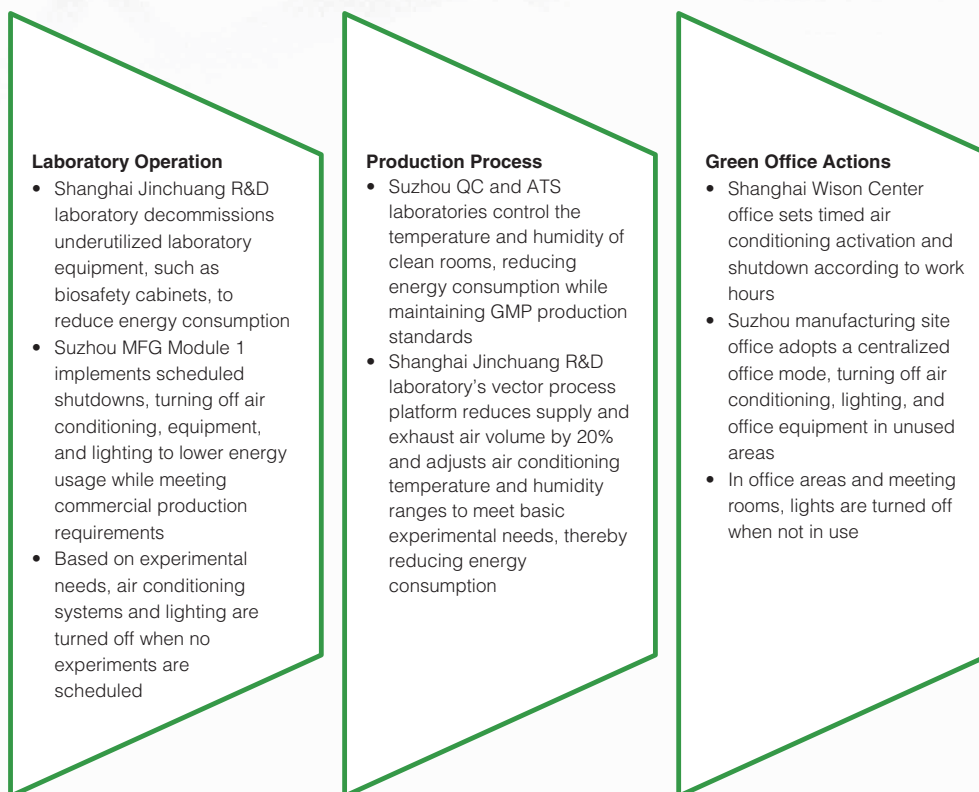 Laboratory Operation
• Shanghai Jinchuang R&D
laboratory decommissions
underutilized laboratory
equipment, such as
biosafety cabinets, to
reduce energy consumption
• Suzhou MFG Module 1
implements scheduled
shutdowns, turning off air
conditioning, equipment,
and lighting to lower energy
usage while meeting
commercial production
requirements
• Based on experimental
needs, air conditioning
systems and lighting are
turned off when no
experiments are
scheduled
Production Process
• Suzhou QC and ATS
laboratories control the
temperature and humidity of
clean rooms, reducing
energy consumption while
maintaining GMP production
standards
• Shanghai Jinchuang R&D
laboratory's vector process
platform reduces supply and
exhaust air volume by 20%
and adjusts air conditioning
temperature and humidity
ranges to meet basic
experimental needs, thereby
reducing energy
consumption
Green Office Actions
• Shanghai Wison Center
office sets timed air
conditioning activation and
shutdown according to work
hours
• Suzhou manufacturing site
office adopts a centralized
office mode, turning off air
conditioning, lighting, and
office equipment in unused
areas
• In office areas and meeting
rooms, lights are turned off
when not in use